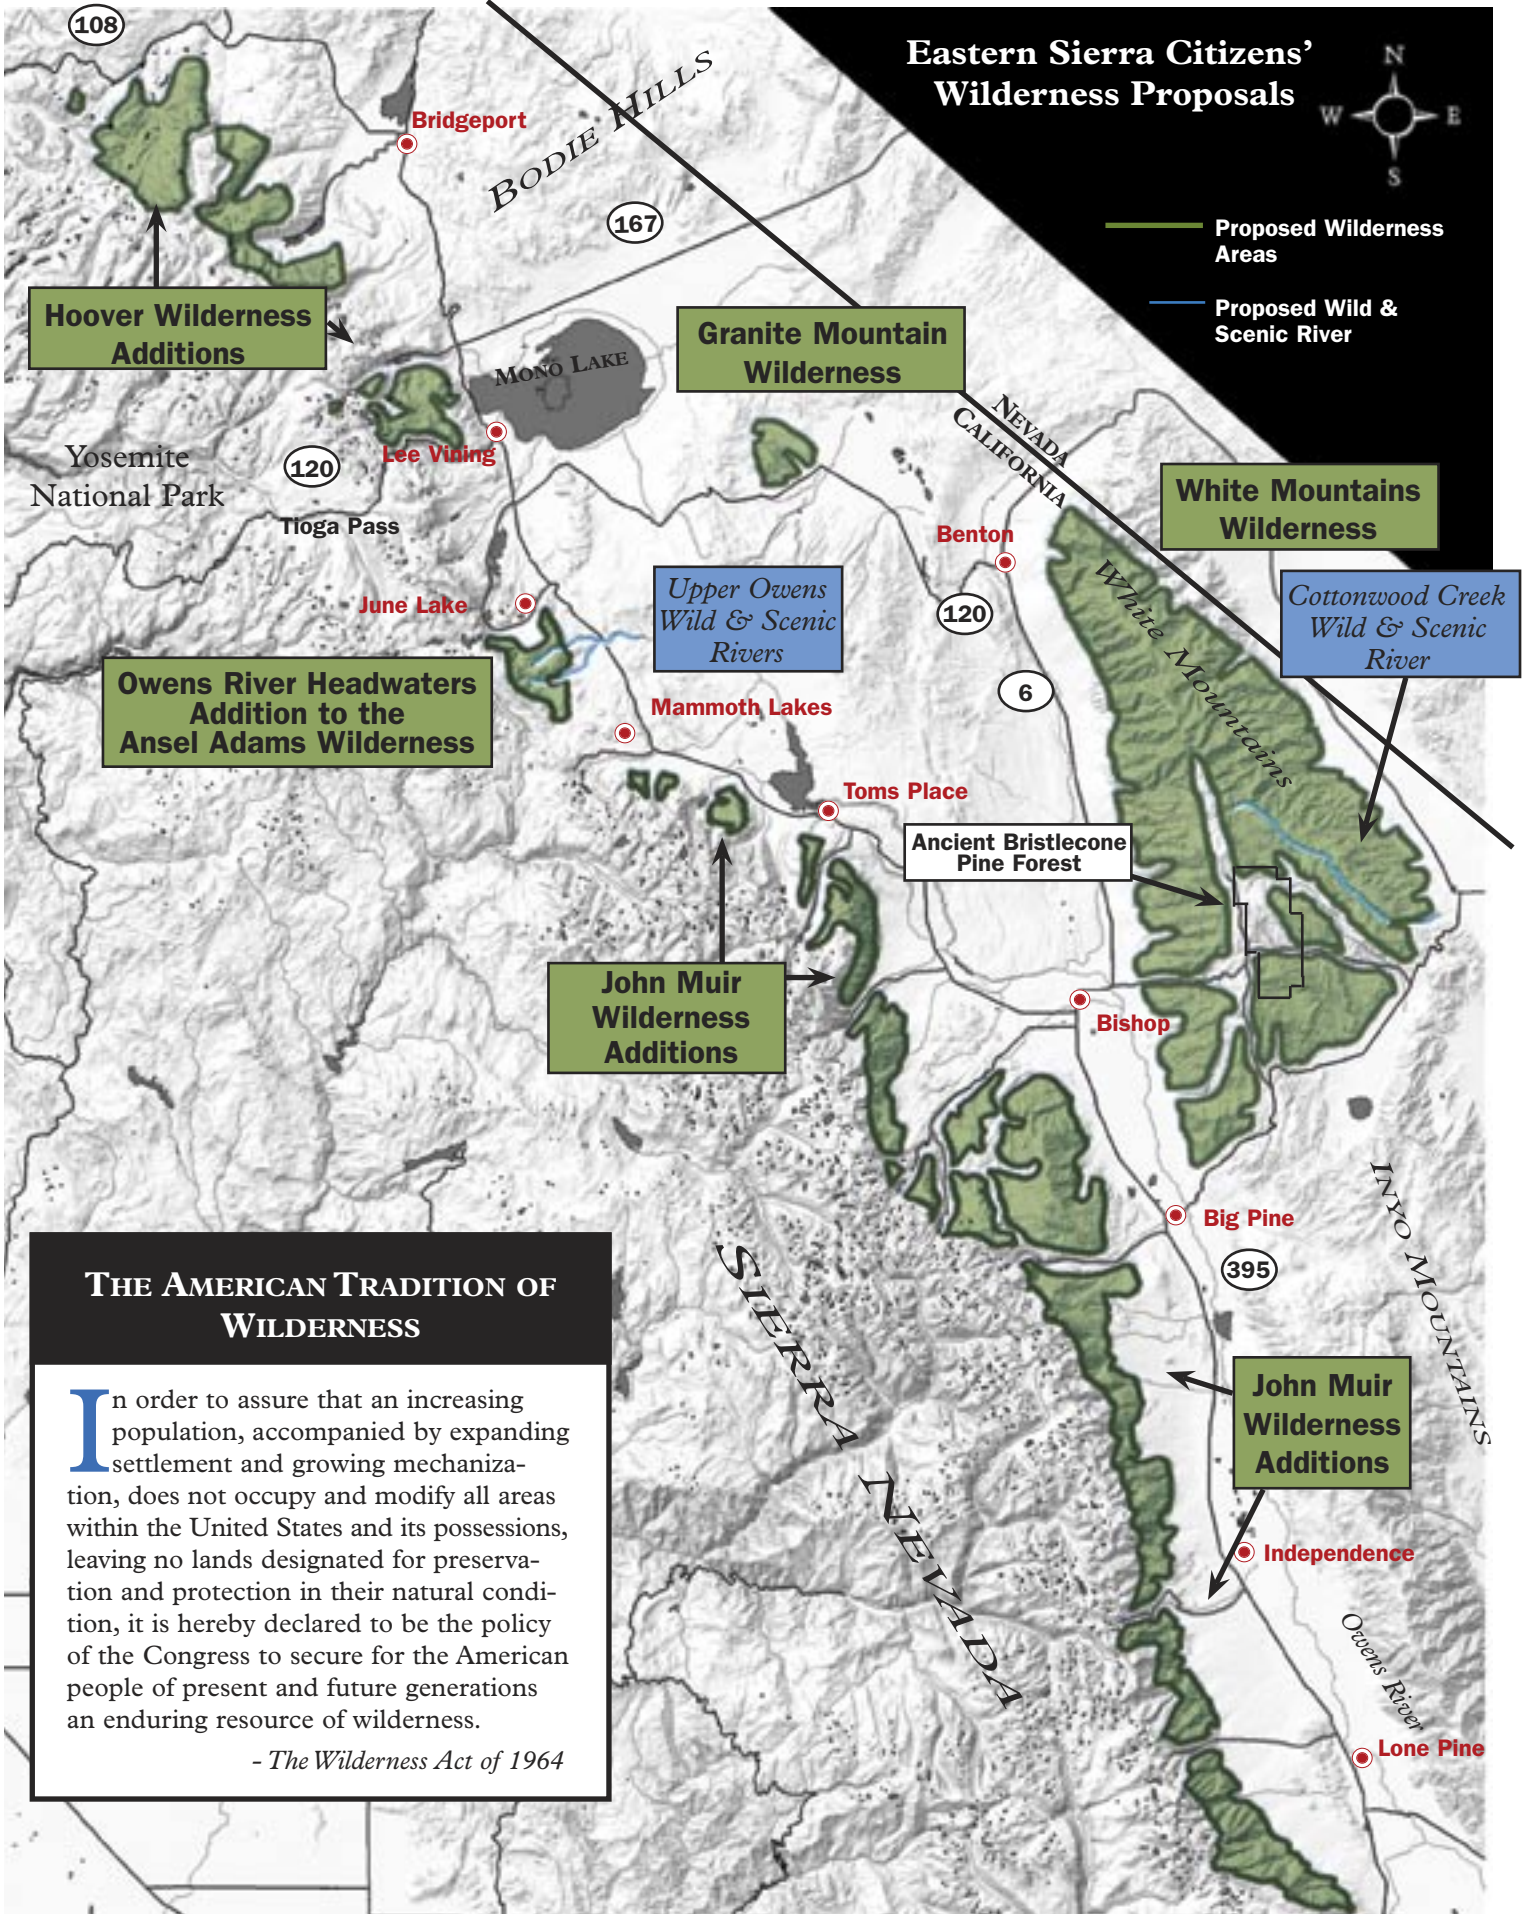 108
Eastern Sierra Citizens'
Wilderness Proposals
N
W
E
S
Bridgeport
BODIE HILLS
167
Proposed Wilderness
Areas
Proposed Wild &
Scenic River
Hoover Wilderness
Additions
Granite Mountain
Wilderness
MONO LAKE
NEVADA
CALIFORNIA
Yosemite
National Park
120
Lee Vining
Tioga Pass
White Mountains
Wilderness
Benton
June Lake
Upper Owens
Wild & Scenic
Rivers
120
White Mountains
Cottonwood Creek
Wild & Scenic
River
Owens River Headwaters
Addition to the
Ansel Adams Wilderness
6
Mammoth Lakes
Toms Place
Ancient Bristlecone
Pine Forest
John Muir
Wilderness
Additions
Bishop
Big Pine
INYO MOUNTAINS
395
SIERRA NEVADA
THE AMERICAN TRADITION OF
WILDERNESS
In order to assure that an increasing
population, accompanied by expanding
settlement and growing mechaniza-
tion, does not occupy and modify all areas
within the United States and its possessions,
leaving no lands designated for preserva-
tion and protection in their natural condi-
tion, it is hereby declared to be the policy
of the Congress to secure for the American
people of present and future generations
an enduring resource of wilderness.
- The Wilderness Act of 1964
John Muir
Wilderness
Additions
Independence
Owens River
Lone Pine